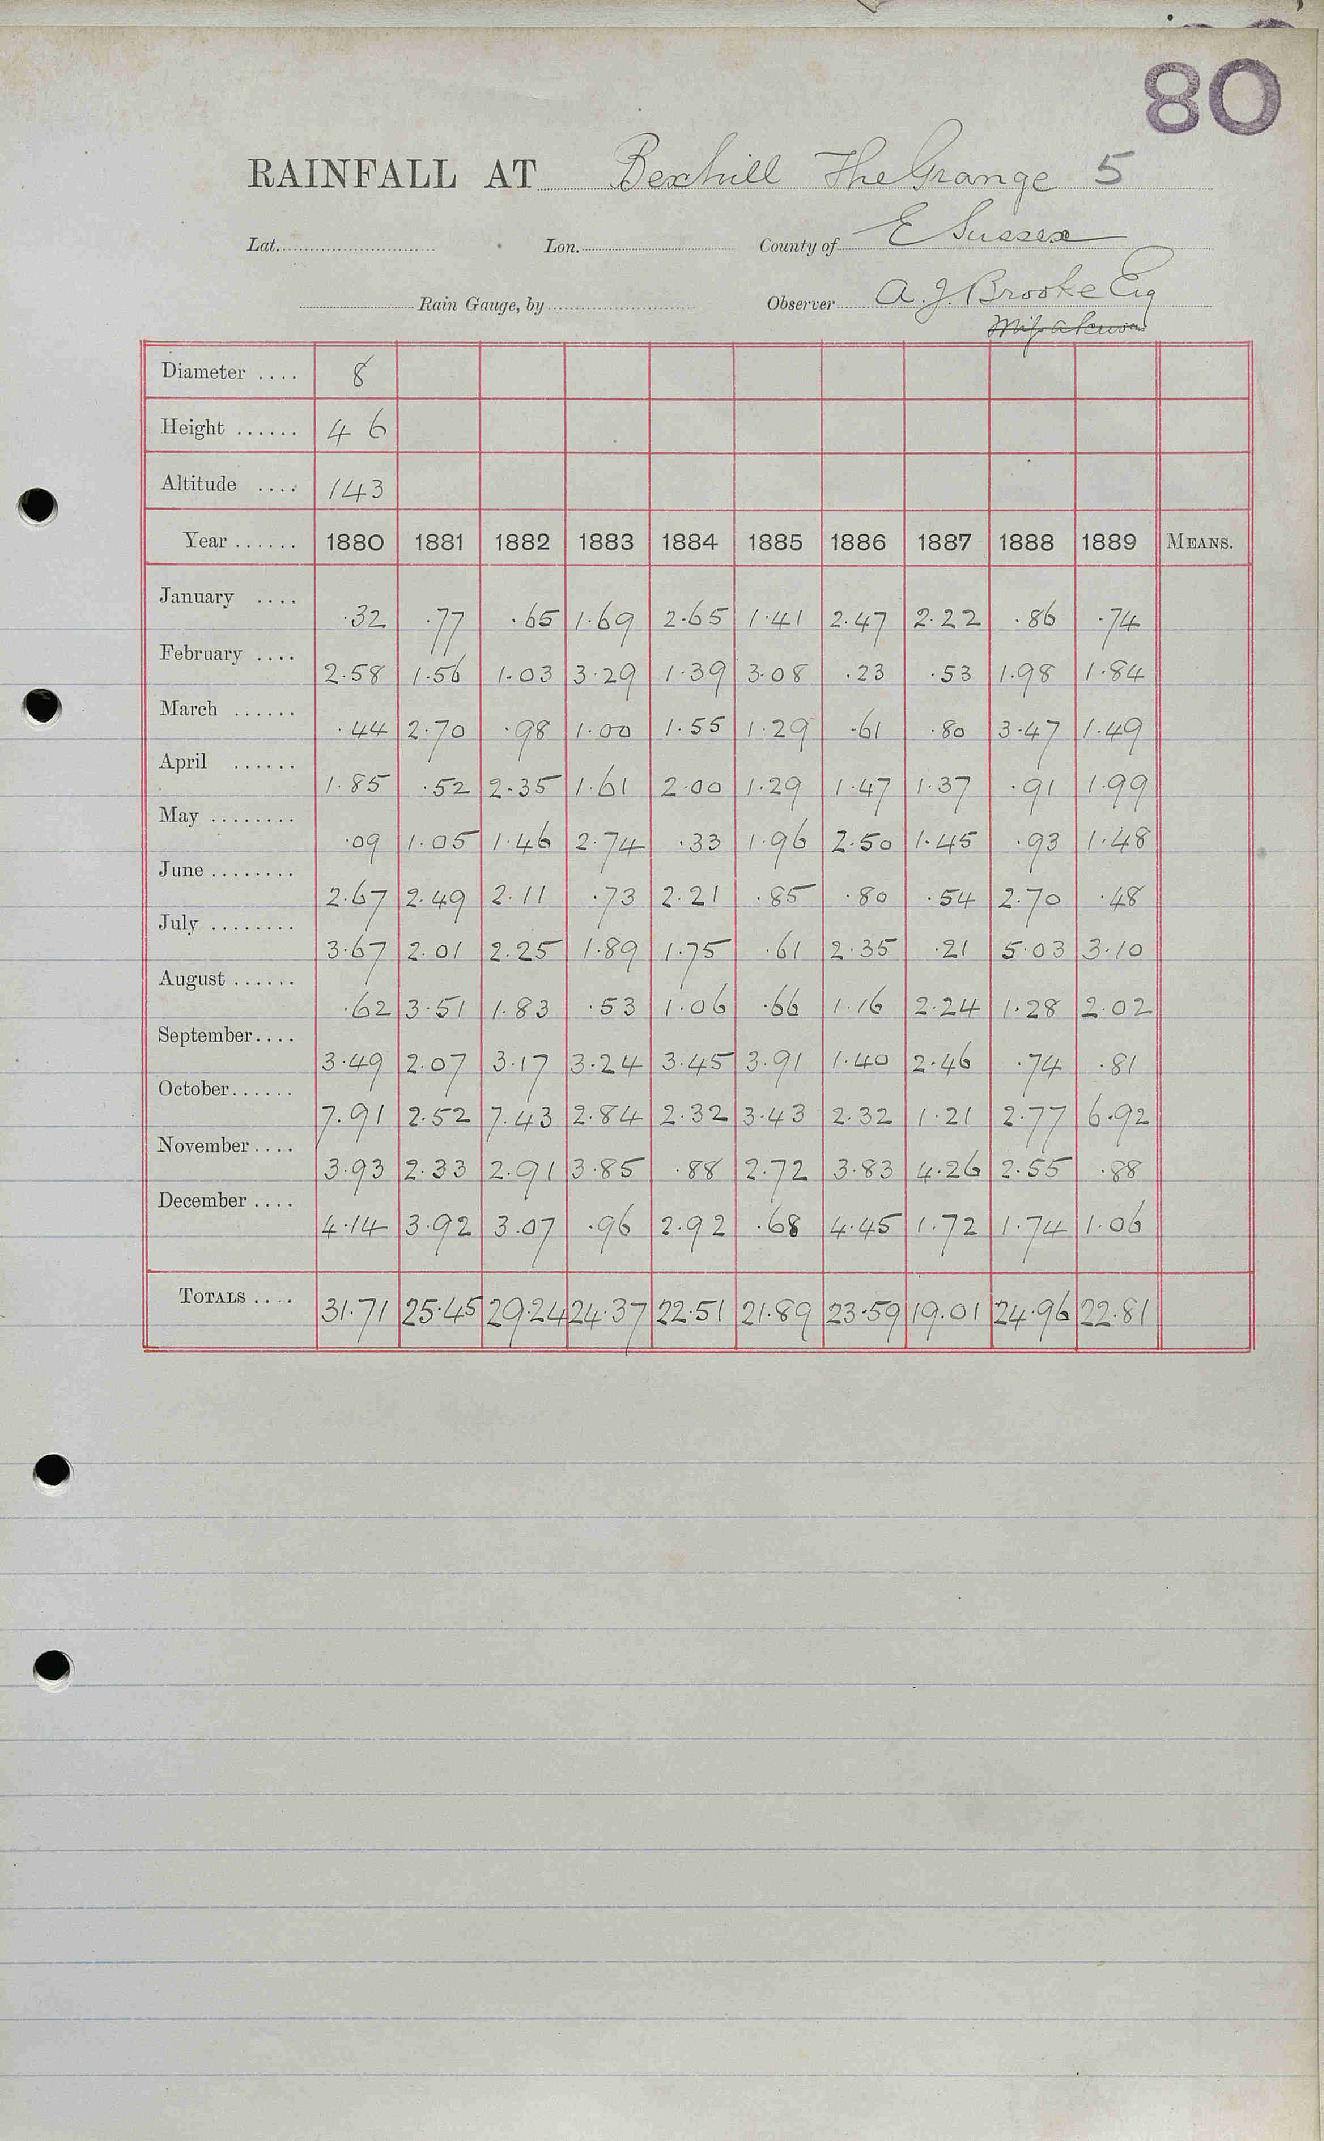 80
RAINFALL AT Bexhill The Grange 5
Lat. Lon. County of E Sussex
Rain Gauge, by Observer A. J. Brooke Esq
Miss
Diameter .... 8
Height ...... 4 6
Altitude .... 143
Year ...... 1880 1881 1882 1883 1884 1885 1886 1887 1888 1889 MEANS.
January .... .32 .77 .65 1.69 2.65 1.41 2.47 2.22 .86 .74
February .... 2.58 1.56 1.03 3.29 1.39 3.08 .23 .53 1.98 1.84
March ...... .44 2.70 .98 1.00 1.55 1.29 .61 .80 3.47 1.49
April ...... 1.85 .52 2.35 1.61 2.00 1.29 1.47 1.37 .91 1.99
May ........ .09 1.05 1.46 2.74 .33 1.96 2.50 1.45 .93 1.48
June ........ 2.67 2.49 2.11 .73 2.21 .85 .80 .54 2.70 .48
July ........ 3.67 2.01 2.25 1.89 1.75 .61 2.35 .21 5.03 3.10
August ...... .62 3.51 1.83 .53 1.06 .66 1.16 2.24 1.28 2.02
September.... 3.49 2.07 3.17 3.24 3.45 3.91 1.40 2.46 .74 .81
October...... 7.91 2.52 7.43 2.84 2.32 3.43 2.32 1.21 2.77 6.92
November.... 3.93 2.33 2.91 3.85 .88 2.72 3.83 4.26 2.55 .88
December.... 4.14 3.92 3.07 .96 2.92 .68 4.45 1.72 1.74 1.06
TOTALS .... 31.71 25.45 29.24 24.37 22.51 21.89 23.59 19.01 24.96 22.81